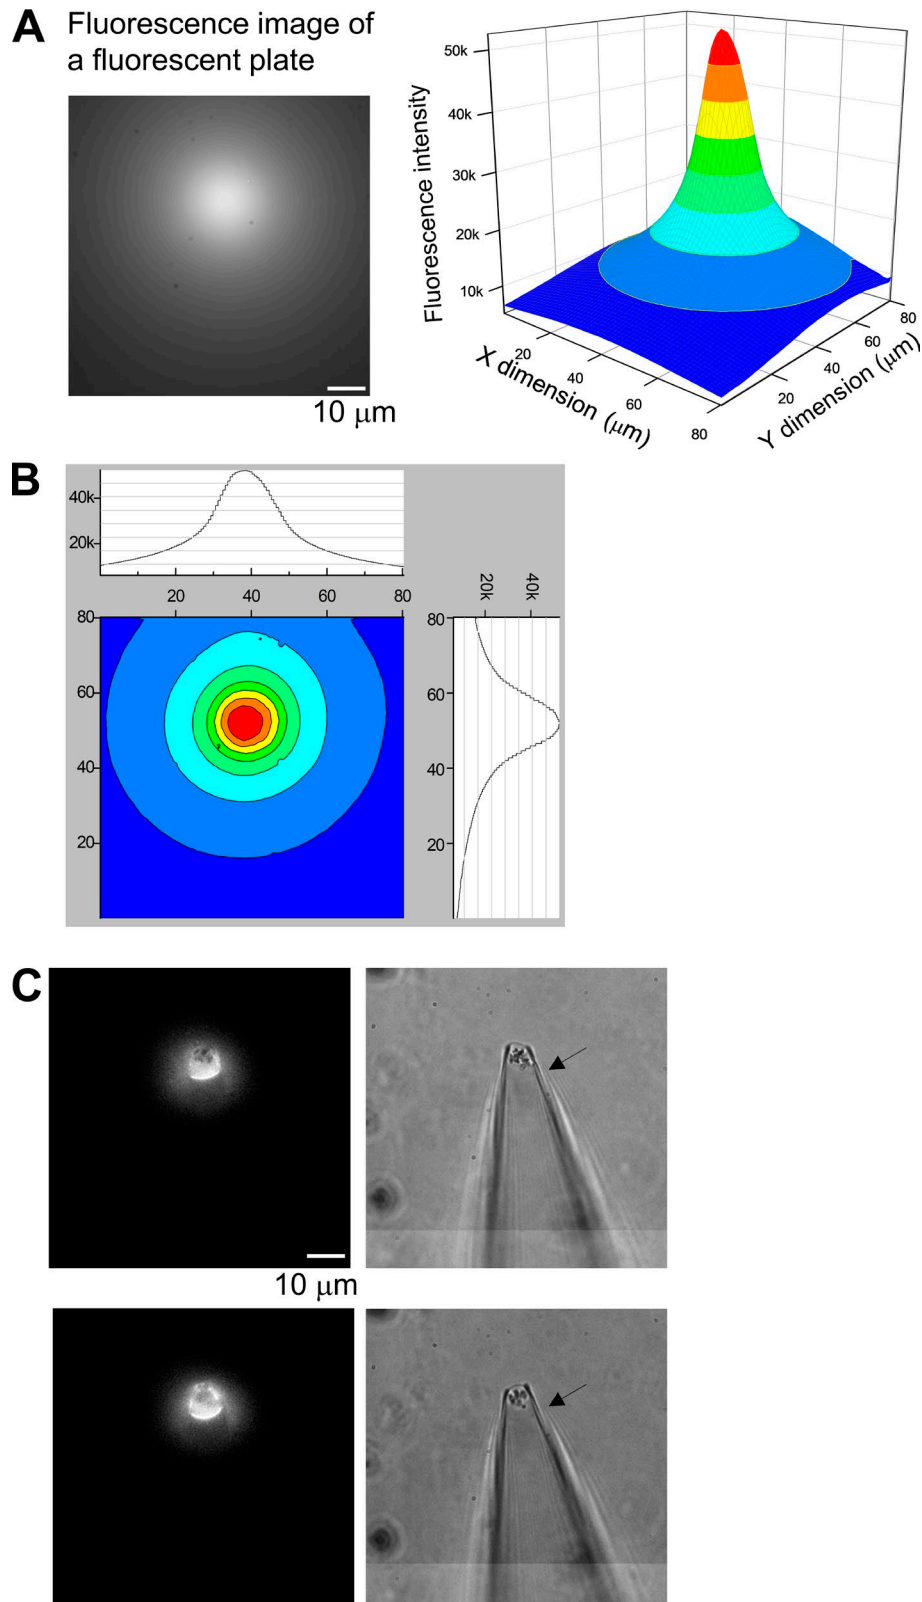 A
Fluorescence image of
a fluorescent plate
10 μm
50k
40k
30k
20k
10k
Fluorescence intensity
20
40
60
80
X dimension (μm)
20
40
60
80
Y dimension (μm)
B
40k
20k
20 40 60 80
20k 40k
80
60
40
20
80
60
40
20
C
10 μm